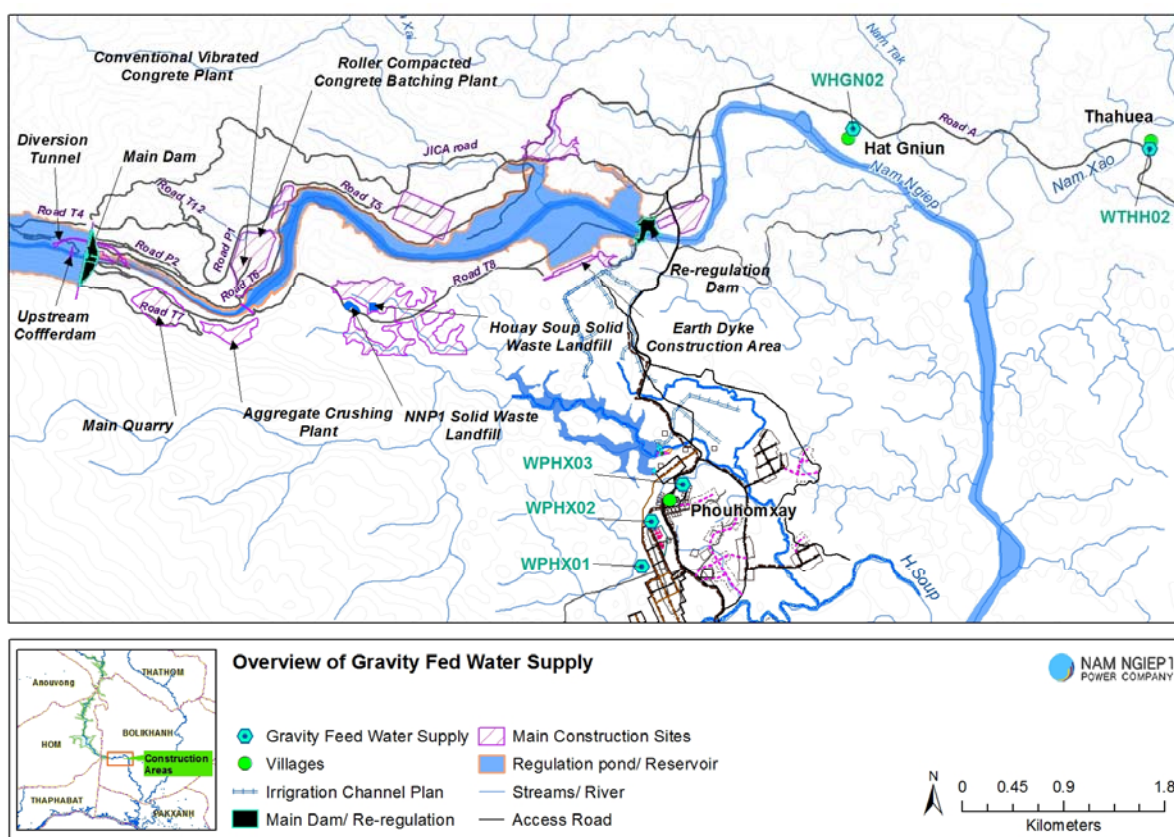 Conventional Vibrated
Congrete Plant
Roller Compacted
Congrete Batching Plant
Nam Tak
WHGN02
Thahuea
Road A
Diversion
Tunnel
Main Dam
JICA road
Hat Gniun
Nam Xao
Nam Ngiep
Road T12
Road T5
Road T4
Road P1
WTHH02
Road P2
Road T6
Road T8
Re-regulation
Dam
Upstream
Coffferdam
Road T7
Houay Soup Solid
Waste Landfill
Earth Dyke
Construction Area
Main Quarry
Aggregate Crushing
Plant
NNP1 Solid Waste
Landfill
WPHX03
WPHX02
Phouhomxay
WPHX01
H.Soup
Overview of Gravity Fed Water Supply
NAM NGIEP1
POWER COMPANY
THATHOM
Anouvong
BOLIKHANH
HOM
Construction
Areas
THAPHABAT
PAKXANH
Gravity Feed Water Supply
Main Construction Sites
Villages
Regulation pond/ Reservoir
Irrigration Channel Plan
Streams/ River
Main Dam/ Re-regulation
Access Road
N
0 0.45 0.9 1.8
Kilometers